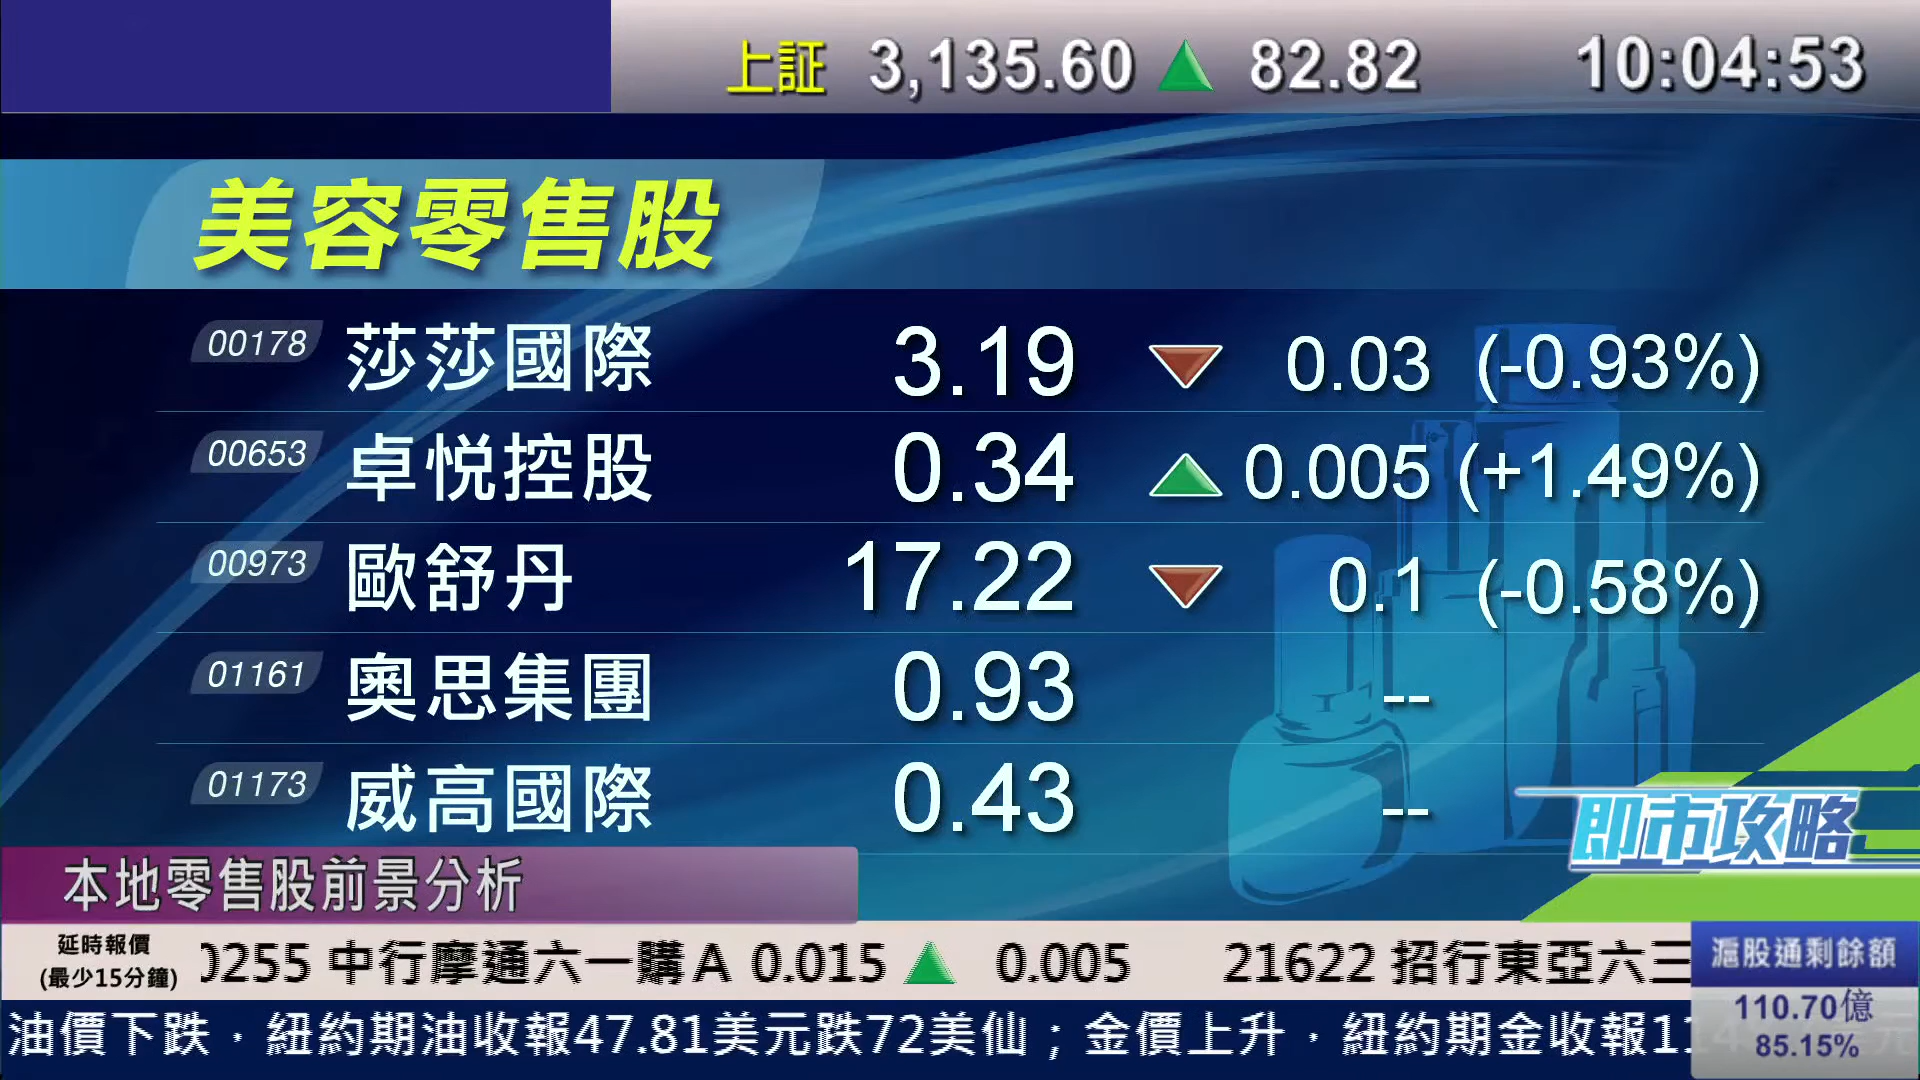 上証 3,135.60 ▲ 82.82 10:04:53
美容零售股
00178 莎莎國際 3.19 ▼ 0.03 (-0.93%)
00653 卓悦控股 0.34 ▲ 0.005 (+1.49%)
00973 歐舒丹 17.22 ▼ 0.1 (-0.58%)
01161 奧思集團 0.93 --
01173 威高國際 0.43 --
即市攻略
本地零售股前景分析
延時報價
(最少15分鐘)
0255 中行摩通六一購A 0.015 ▲ 0.005 21622 招行東亞六三
滬股通剩餘額
110.70億
85.15%
油價下跌，紐約期油收報47.81美元跌72美仙；金價上升，紐約期金收報114